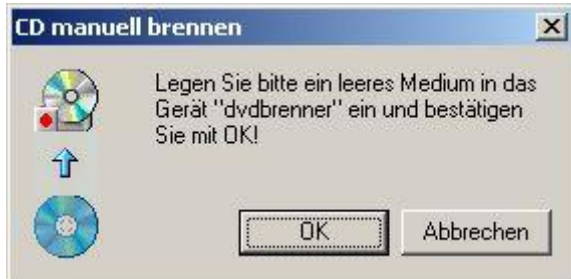 CD manuell brennen
Legen Sie bitte ein leeres Medium in das
Gerät "dvdbrenner" ein und bestätigen
Sie mit OK!
OK
Abbrechen